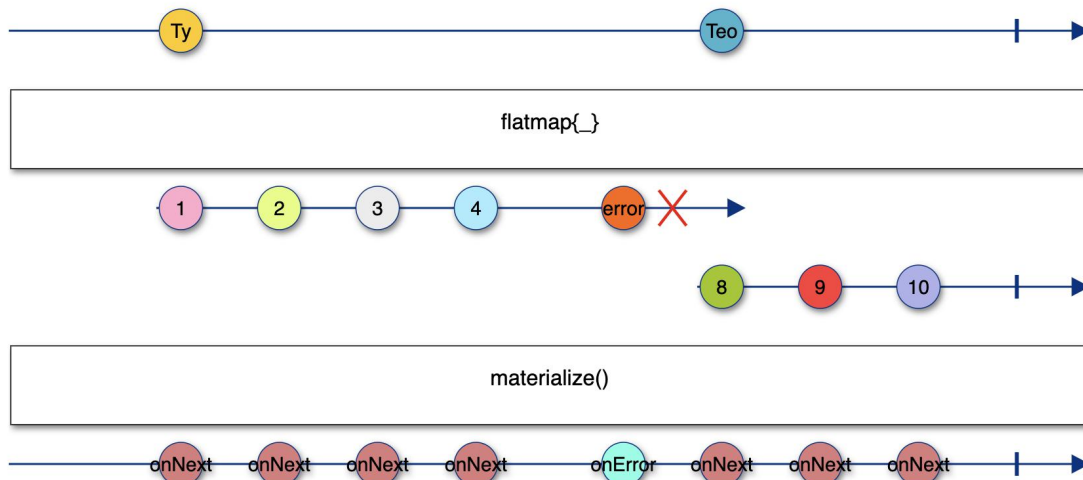 Ty Teo
flatmap{_}
1 2 3 4 error
8 9 10
materialize()
onNext onNext onNext onNext onError onNext onNext onNext